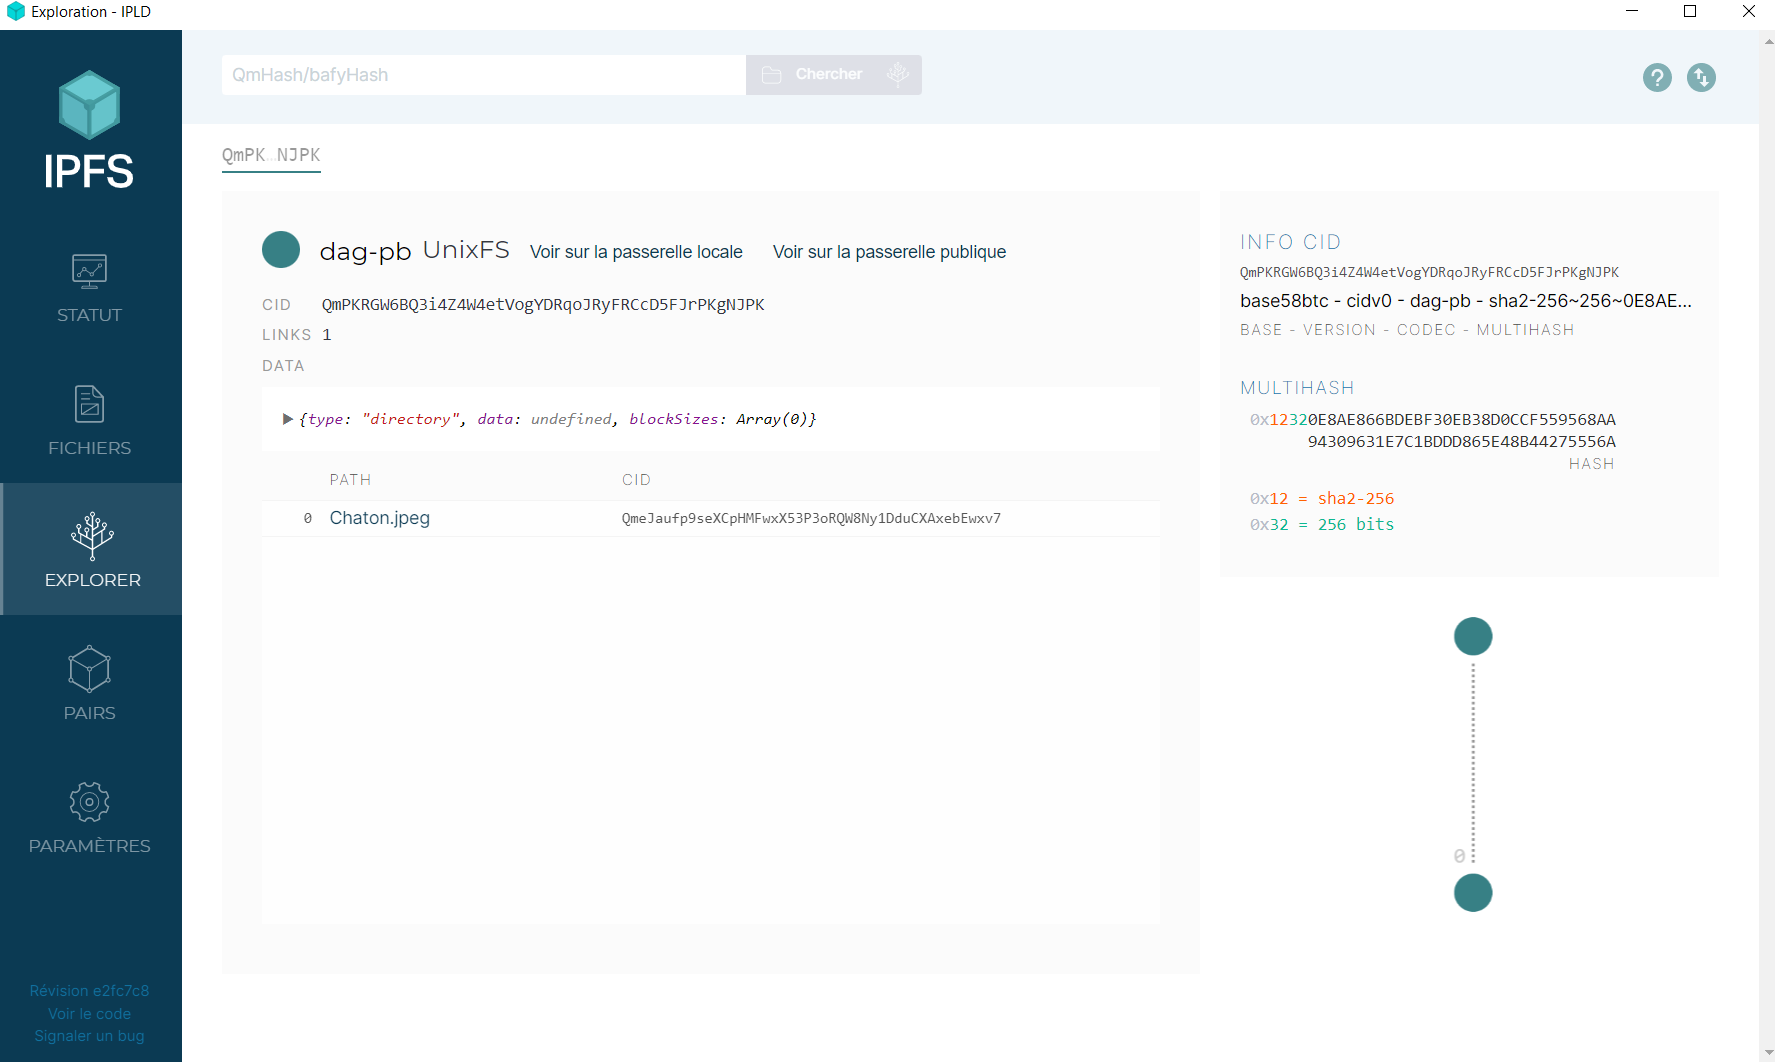 Exploration - IPLD
IPFS
STATUT
FICHIERS
EXPLORER
PAIRS
PARAMÈTRES
Révision e2fc7c8
Voir le code
Signaler un bug
QmHash/bafyHash
Chercher
?
QmPK...NJPK
dag-pb UnixFS Voir sur la passerelle locale Voir sur la passerelle publique
CID QmPKRGW6BQ3i4Z4W4etVogYDRqoJRyFRCcD5FJrPKgNJPK
LINKS 1
DATA
{type: "directory", data: undefined, blockSizes: Array(0)}
PATH CID
0 Chaton.jpeg QmeJaufp9seXCpHMFwxX53P3oRQW8Ny1DduCXAxebEwxv7
INFO CID
QmPKRGW6BQ3i4Z4W4etVogYDRqoJRyFRCcD5FJrPKgNJPK
base58btc - cidv0 - dag-pb - sha2-256~256~0E8AE...
BASE - VERSION - CODEC - MULTIHASH
MULTIHASH
0x12320E8AE866BDEBF30EB38D0CCF559568AA
94309631E7C1BDDD865E48B44275556A
HASH
0x12 = sha2-256
0x32 = 256 bits
0